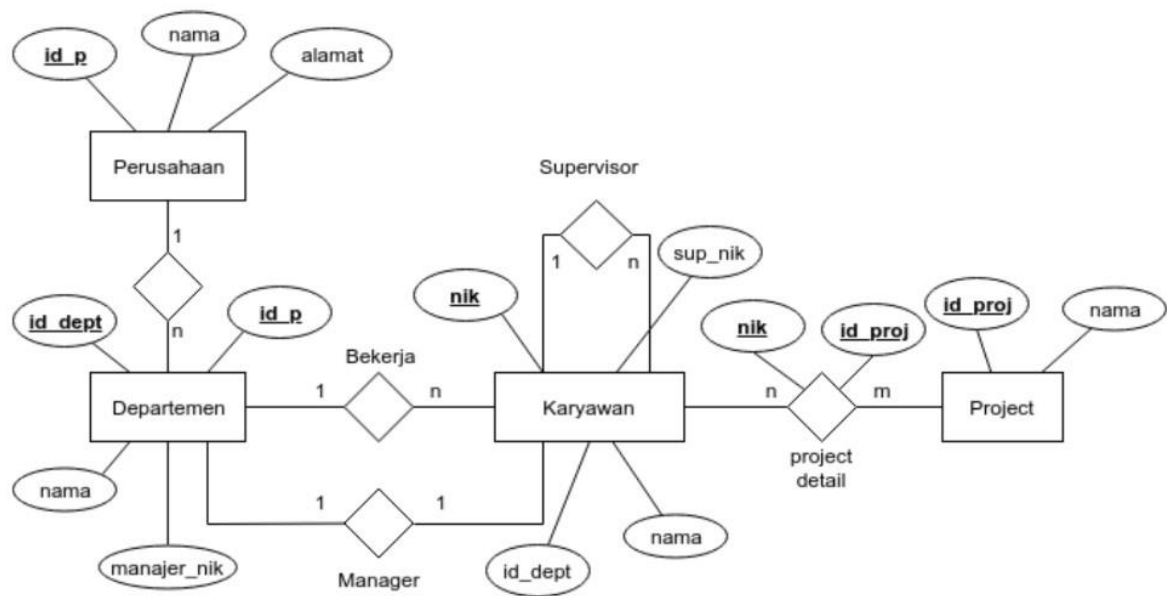 nama
id_p
alamat
Perusahaan
Supervisor
1
1
n
sup_nik
nik
id_proj
nama
id_dept
id_p
n
nik
id_proj
Bekerja
Departemen
1
n
Karyawan
n
m
Project
project
detail
nama
1
1
nama
manajer_nik
Manager
id_dept